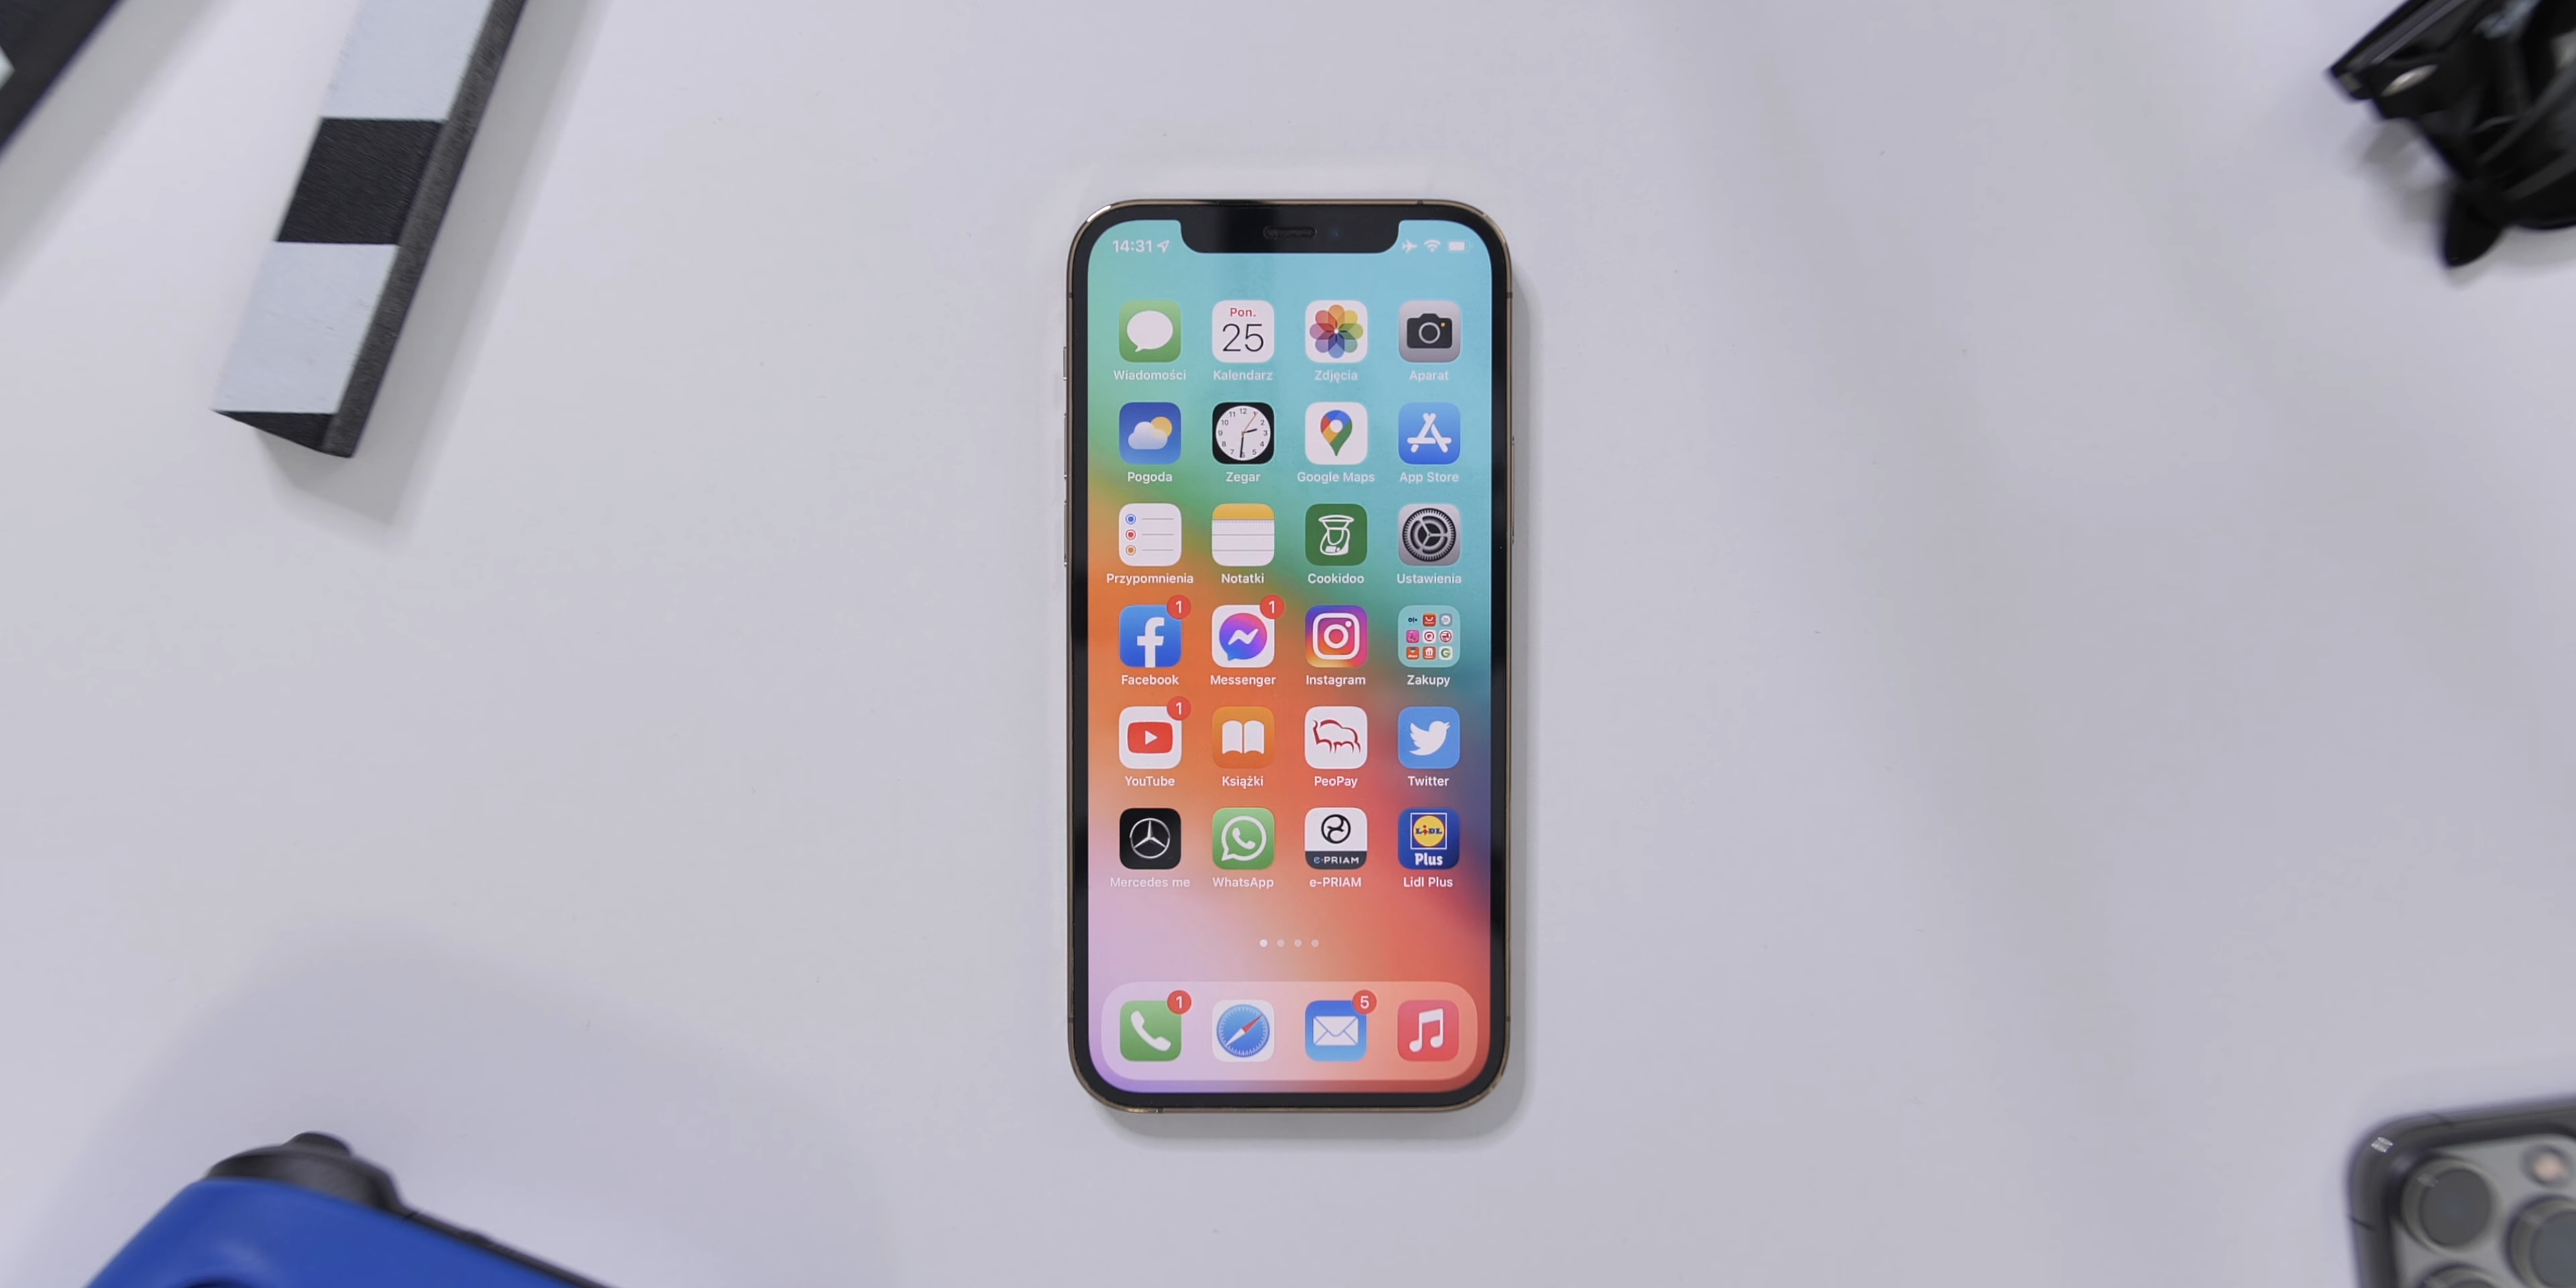 14:31
Pon.
25
Wiadomości Kalendarz Zdjęcia Aparat
Pogoda Zegar Google Maps App Store
Przypomnienia Notatki Cookidoo Ustawienia
1 1
Facebook Messenger Instagram Zakupy
1
YouTube Książki PeoPay Twitter
LiDL
e-PRIAM Plus
Mercedes me WhatsApp e-PRIAM Lidl Plus
1 5